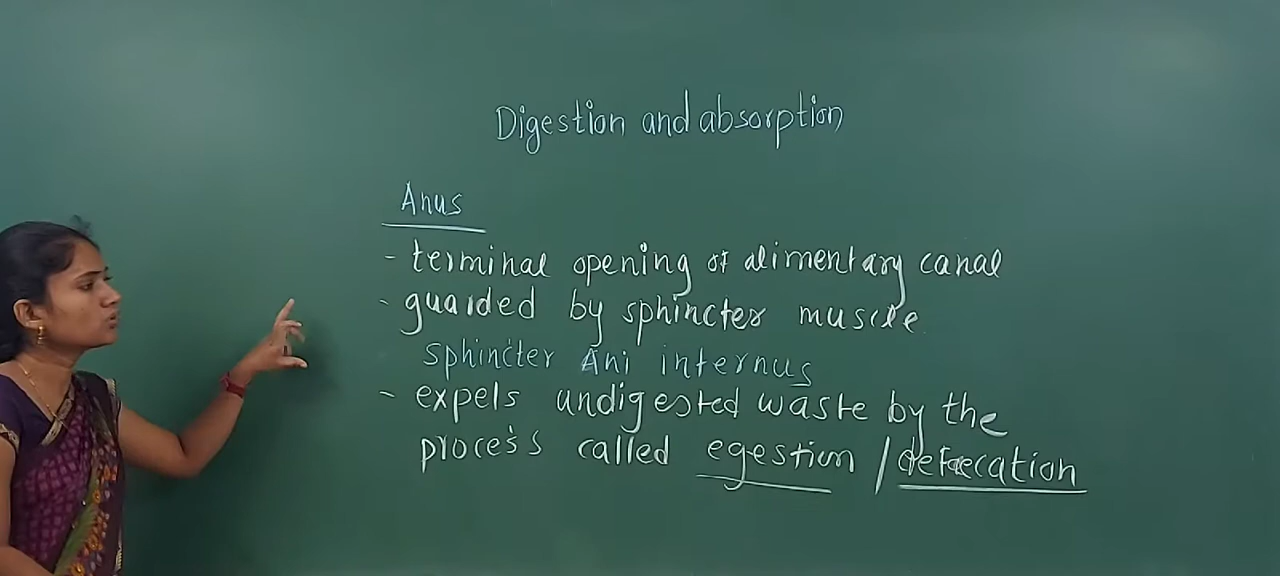 Digestion and absorption
Anus
- terminal opening of alimentary canal
- guarded by sphincter muscle
sphincter Ani internus
- expels undigested waste by the
process called egestion / defaecation